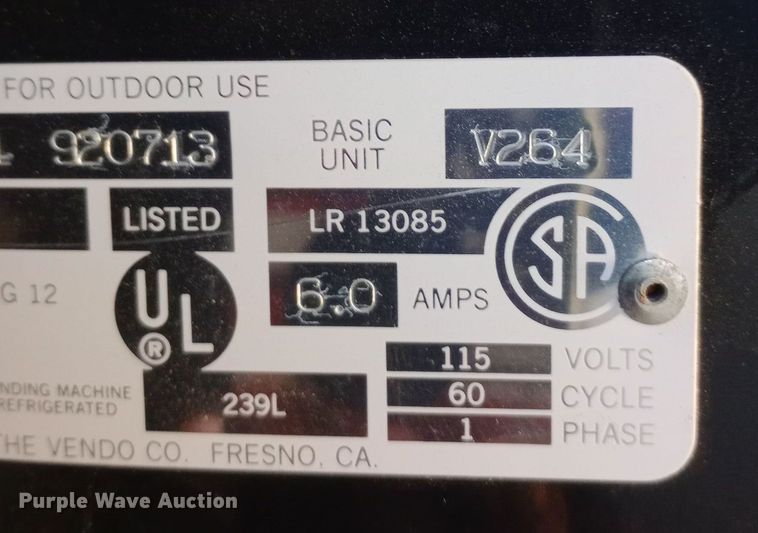 FOR OUTDOOR USE
920713
BASIC UNIT
V264
LISTED
LR 13085
CSA
G 12
UL
®
6.0 AMPS
115 VOLTS
60 CYCLE
1 PHASE
NDING MACHINE
REFRIGERATED
239L
THE VENDO CO. FRESNO, CA.
Purple Wave Auction